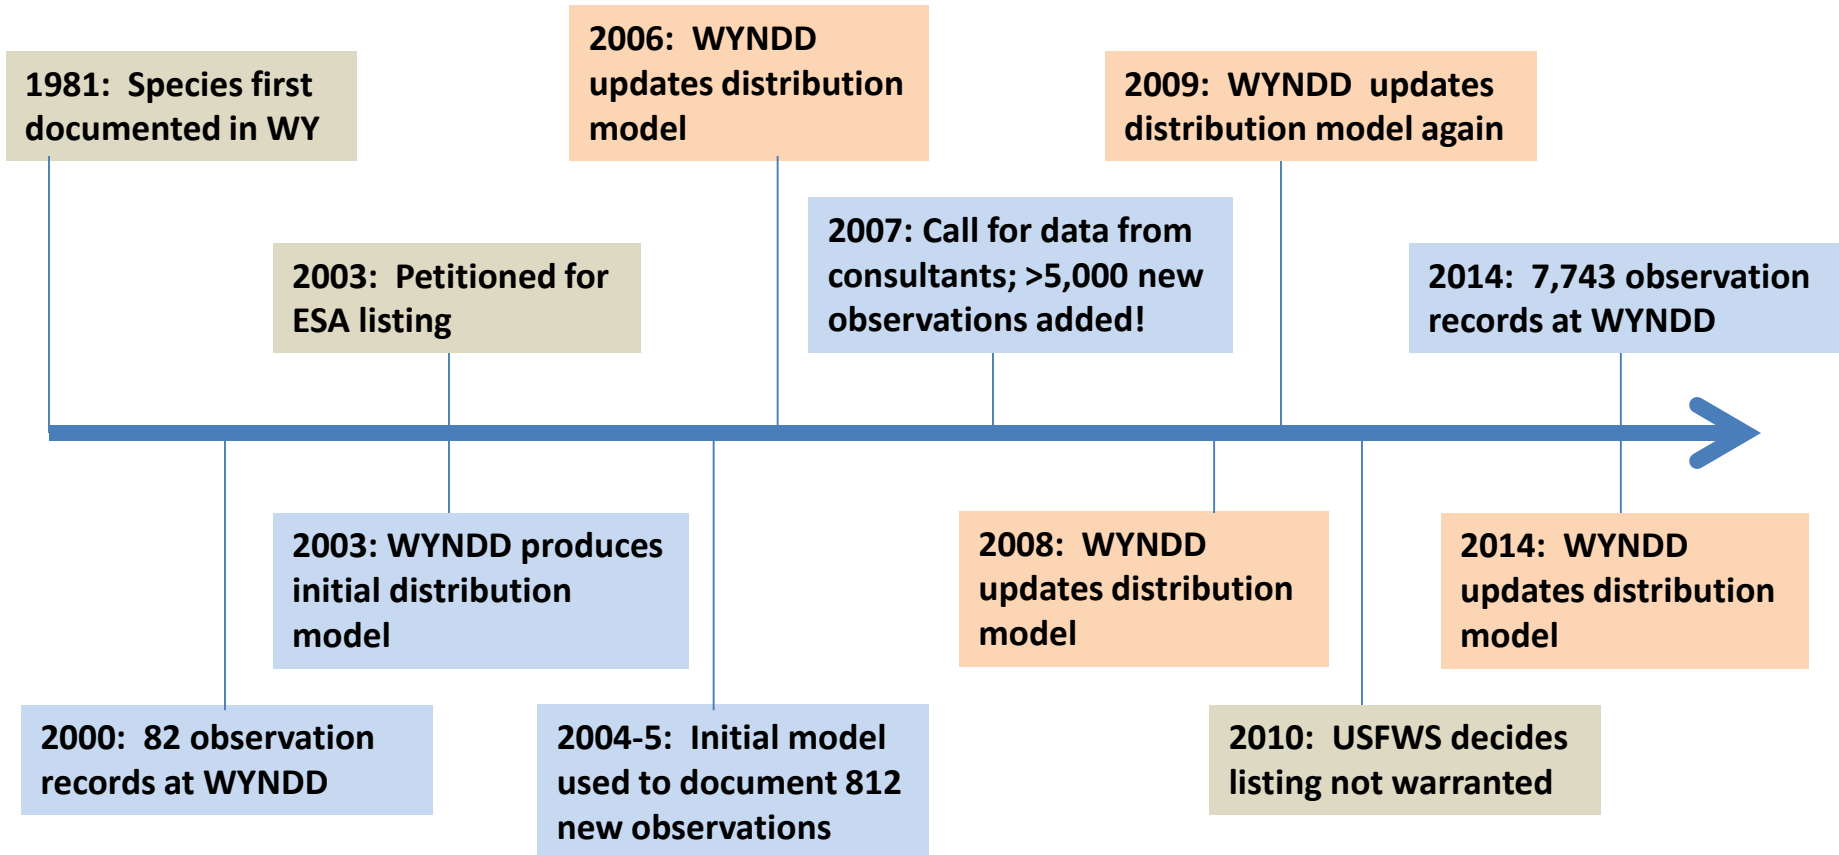 1981: Species first
documented in WY
2006: WYNDD
updates distribution
model
2009: WYNDD updates
distribution model again
2003: Petitioned for
ESA listing
2007: Call for data from
consultants; >5,000 new
observations added!
2014: 7,743 observation
records at WYNDD
2003: WYNDD produces
initial distribution
model
2008: WYNDD
updates distribution
model
2014: WYNDD
updates distribution
model
2000: 82 observation
records at WYNDD
2004-5: Initial model
used to document 812
new observations
2010: USFWS decides
listing not warranted